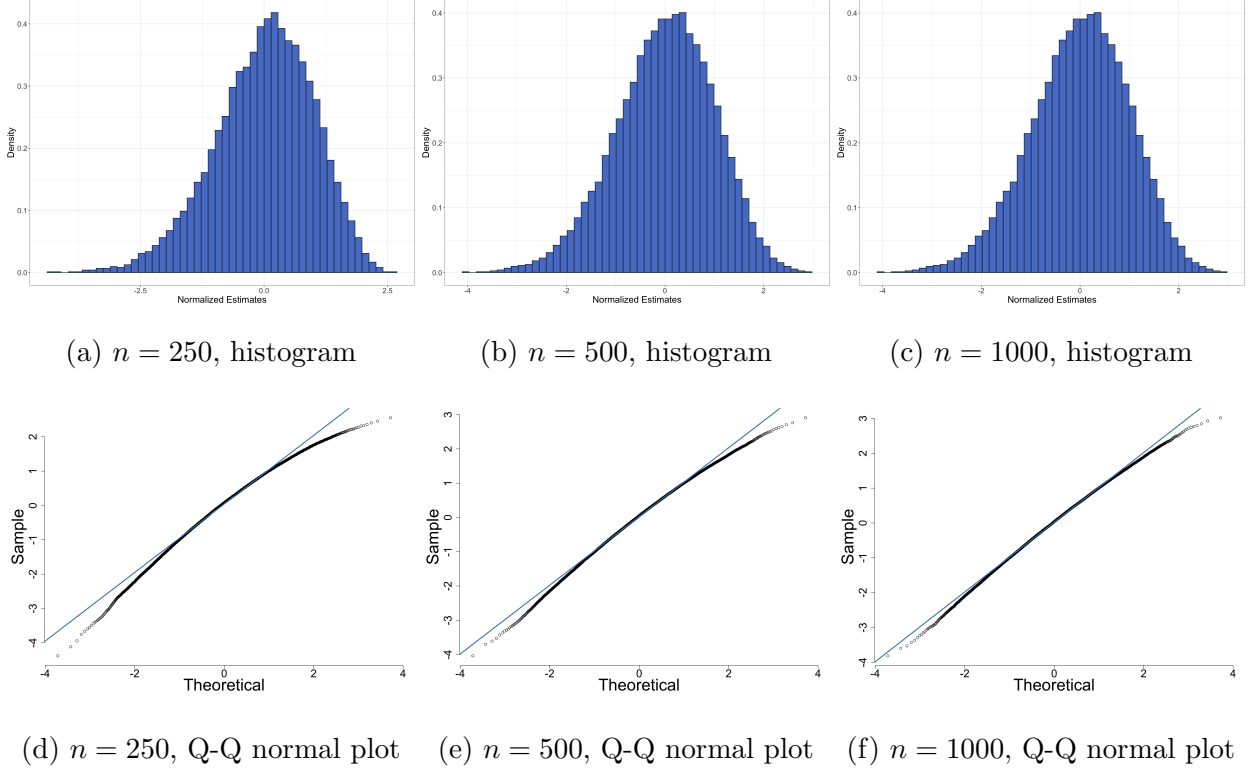 0.4
0.3
0.2
0.1
0.0
Density
-2.5 0.0 2.5
Normalized Estimates
0.4
0.3
0.2
0.1
0.0
Density
-4 -2 0 2
Normalized Estimates
0.4
0.3
0.2
0.1
0.0
Density
-4 -2 0 2
Normalized Estimates
(a) n = 250, histogram
(b) n = 500, histogram
(c) n = 1000, histogram
2
1
0
-1
-2
-3
-4
Sample
-4 -2 0 2 4
Theoretical
3
2
1
0
-1
-2
-3
-4
Sample
-4 -2 0 2 4
Theoretical
3
2
1
0
-1
-2
-3
-4
Sample
-4 -2 0 2 4
Theoretical
(d) n = 250, Q-Q normal plot
(e) n = 500, Q-Q normal plot
(f) n = 1000, Q-Q normal plot